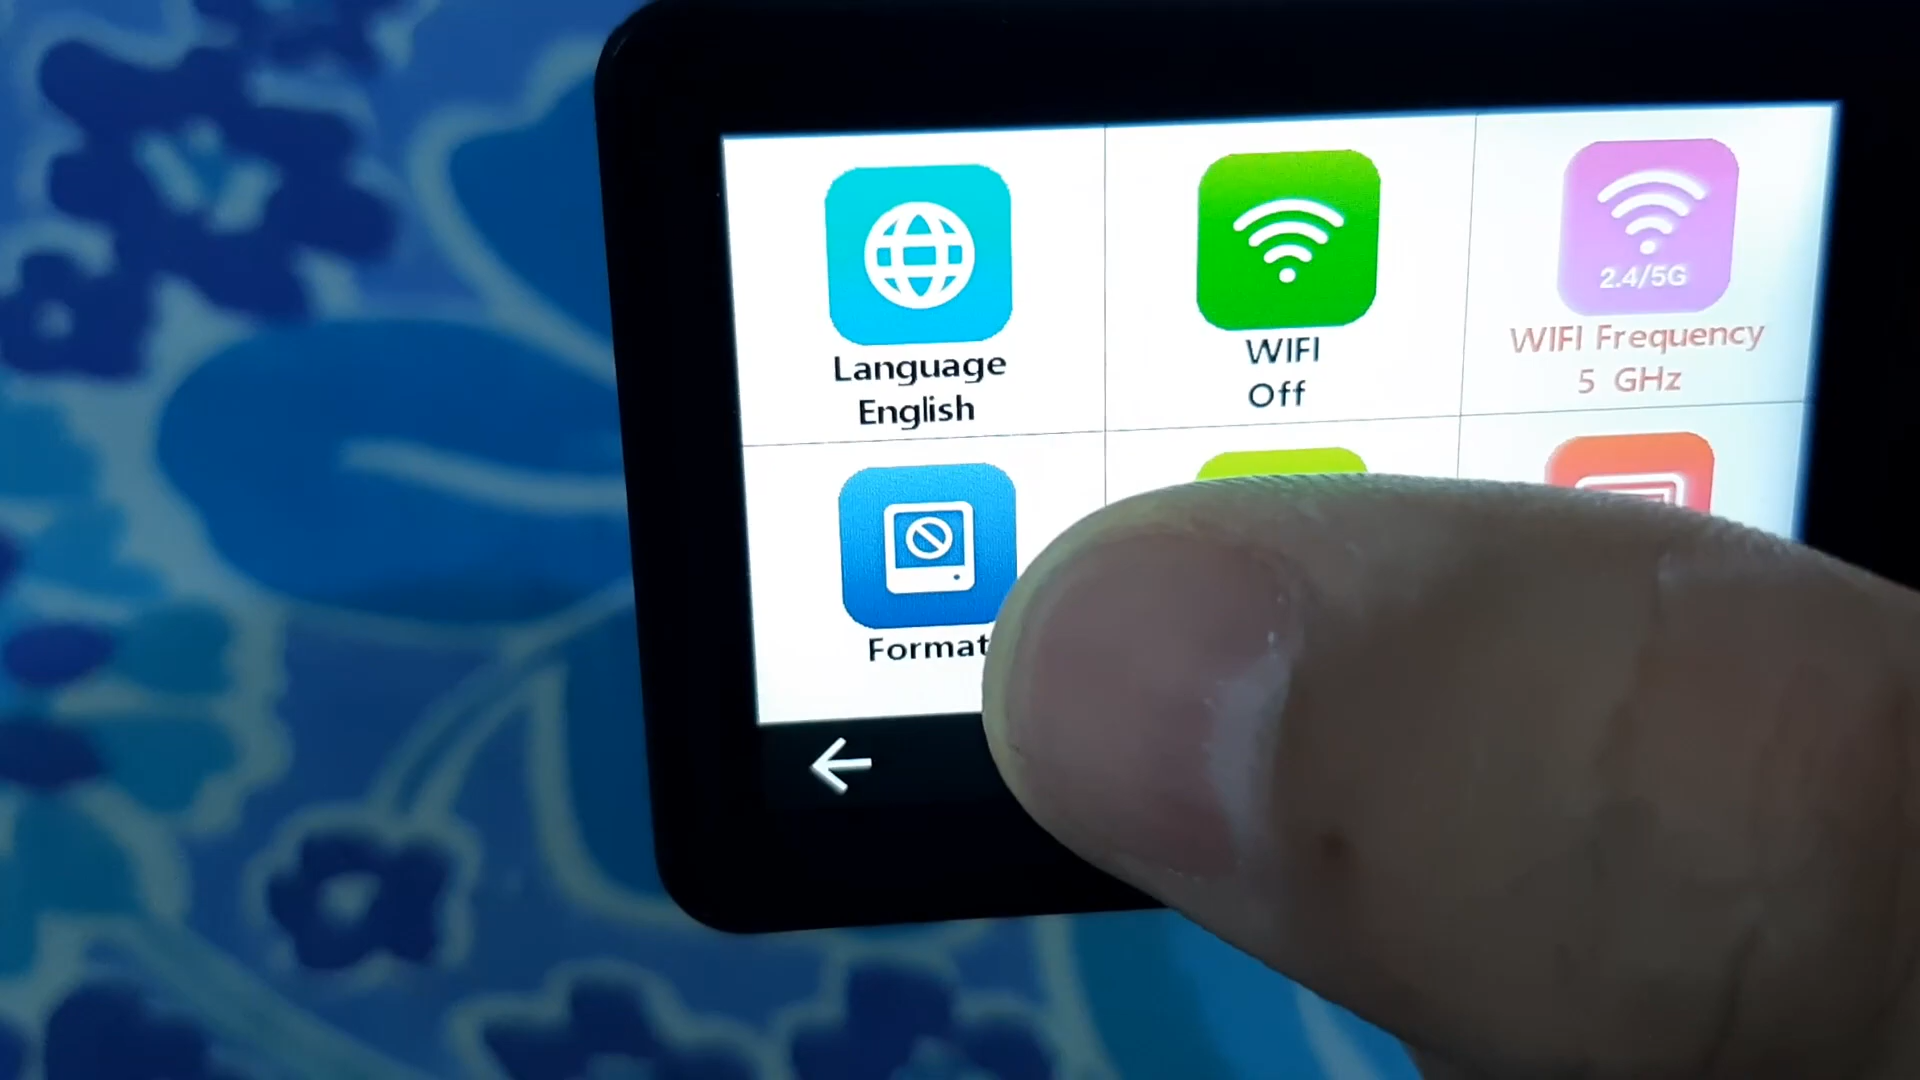 Language
English
WIFI
Off
2.4/5G
WIFI Frequency
5 GHz
Format